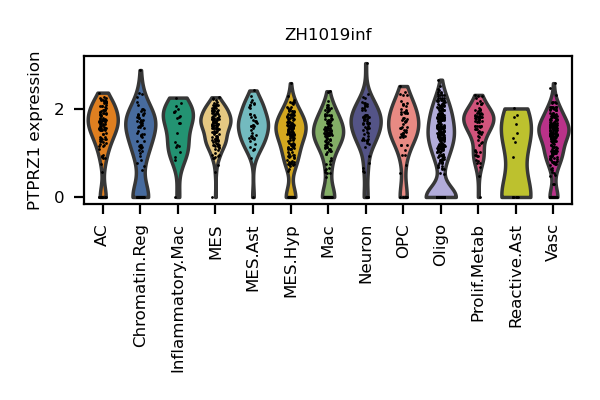 ZH1019inf
PTPRZ1 expression
2
0
AC
Chromatin.Reg
Inflammatory.Mac
MES
MES.Ast
MES.Hyp
Mac
Neuron
OPC
Oligo
Prolif.Metab
Reactive.Ast
Vasc